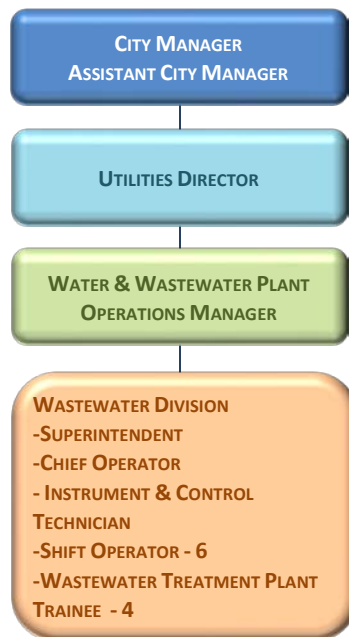 CITY MANAGER
ASSISTANT CITY MANAGER
UTILITIES DIRECTOR
WATER & WASTEWATER PLANT
OPERATIONS MANAGER
WASTEWATER DIVISION
-SUPERINTENDENT
-CHIEF OPERATOR
- INSTRUMENT & CONTROL
TECHNICIAN
-SHIFT OPERATOR - 6
-WASTEWATER TREATMENT PLANT
TRAINEE - 4